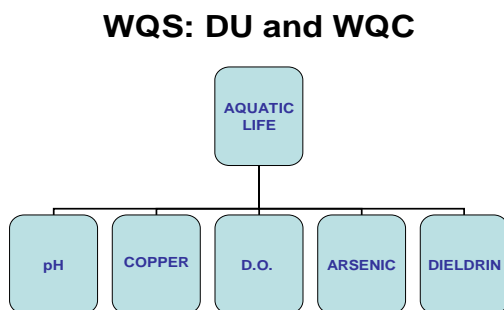 WQS: DU and WQC
AQUATIC
LIFE
pH
COPPER
D.O.
ARSENIC
DIELDRIN